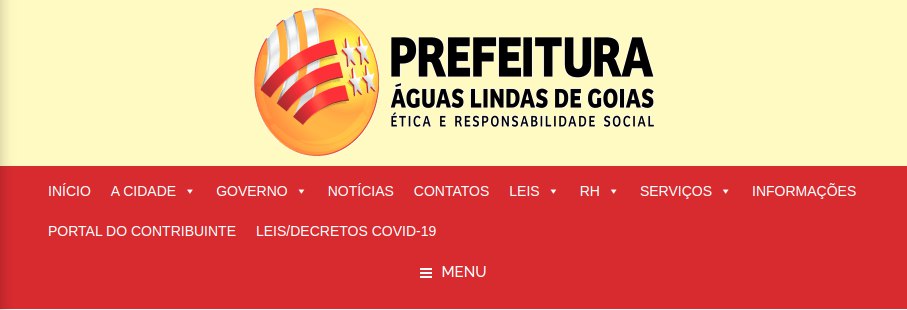 PREFEITURA
ÁGUAS LINDAS DE GOIAS
ÉTICA E RESPONSABILIDADE SOCIAL
INÍCIO A CIDADE GOVERNO NOTÍCIAS CONTATOS LEIS RH SERVIÇOS INFORMAÇÕES
PORTAL DO CONTRIBUINTE LEIS/DECRETOS COVID-19
MENU